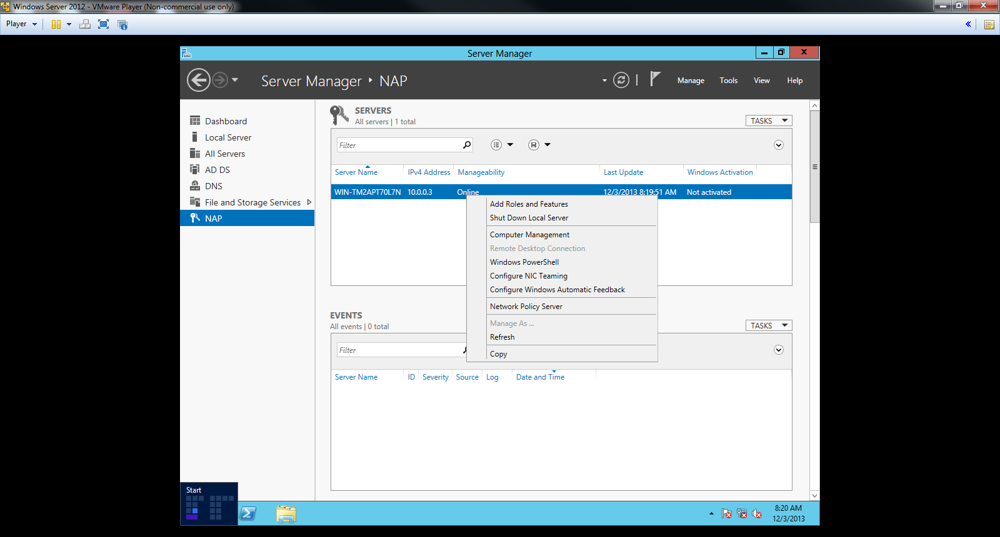 Windows Server 2012 - VMware Player (Non-commercial use only)
Player
Server Manager
Server Manager ‣ NAP
Manage Tools View Help
Dashboard
Local Server
All Servers
AD DS
DNS
File and Storage Services
NAP
SERVERS
All servers | 1 total
TASKS
Filter
Server Name IPv4 Address Manageability Last Update Windows Activation
WIN-TM2APT70L7N 10.0.0.3 Online 12/3/2013 8:19:51 AM Not activated
Add Roles and Features
Shut Down Local Server
Computer Management
Remote Desktop Connection
Windows PowerShell
Configure NIC Teaming
Configure Windows Automatic Feedback
Network Policy Server
Manage As ...
Refresh
Copy
EVENTS
All events | 0 total
TASKS
Filter
Server Name ID Severity Source Log Date and Time
Start
8:20 AM
12/3/2013